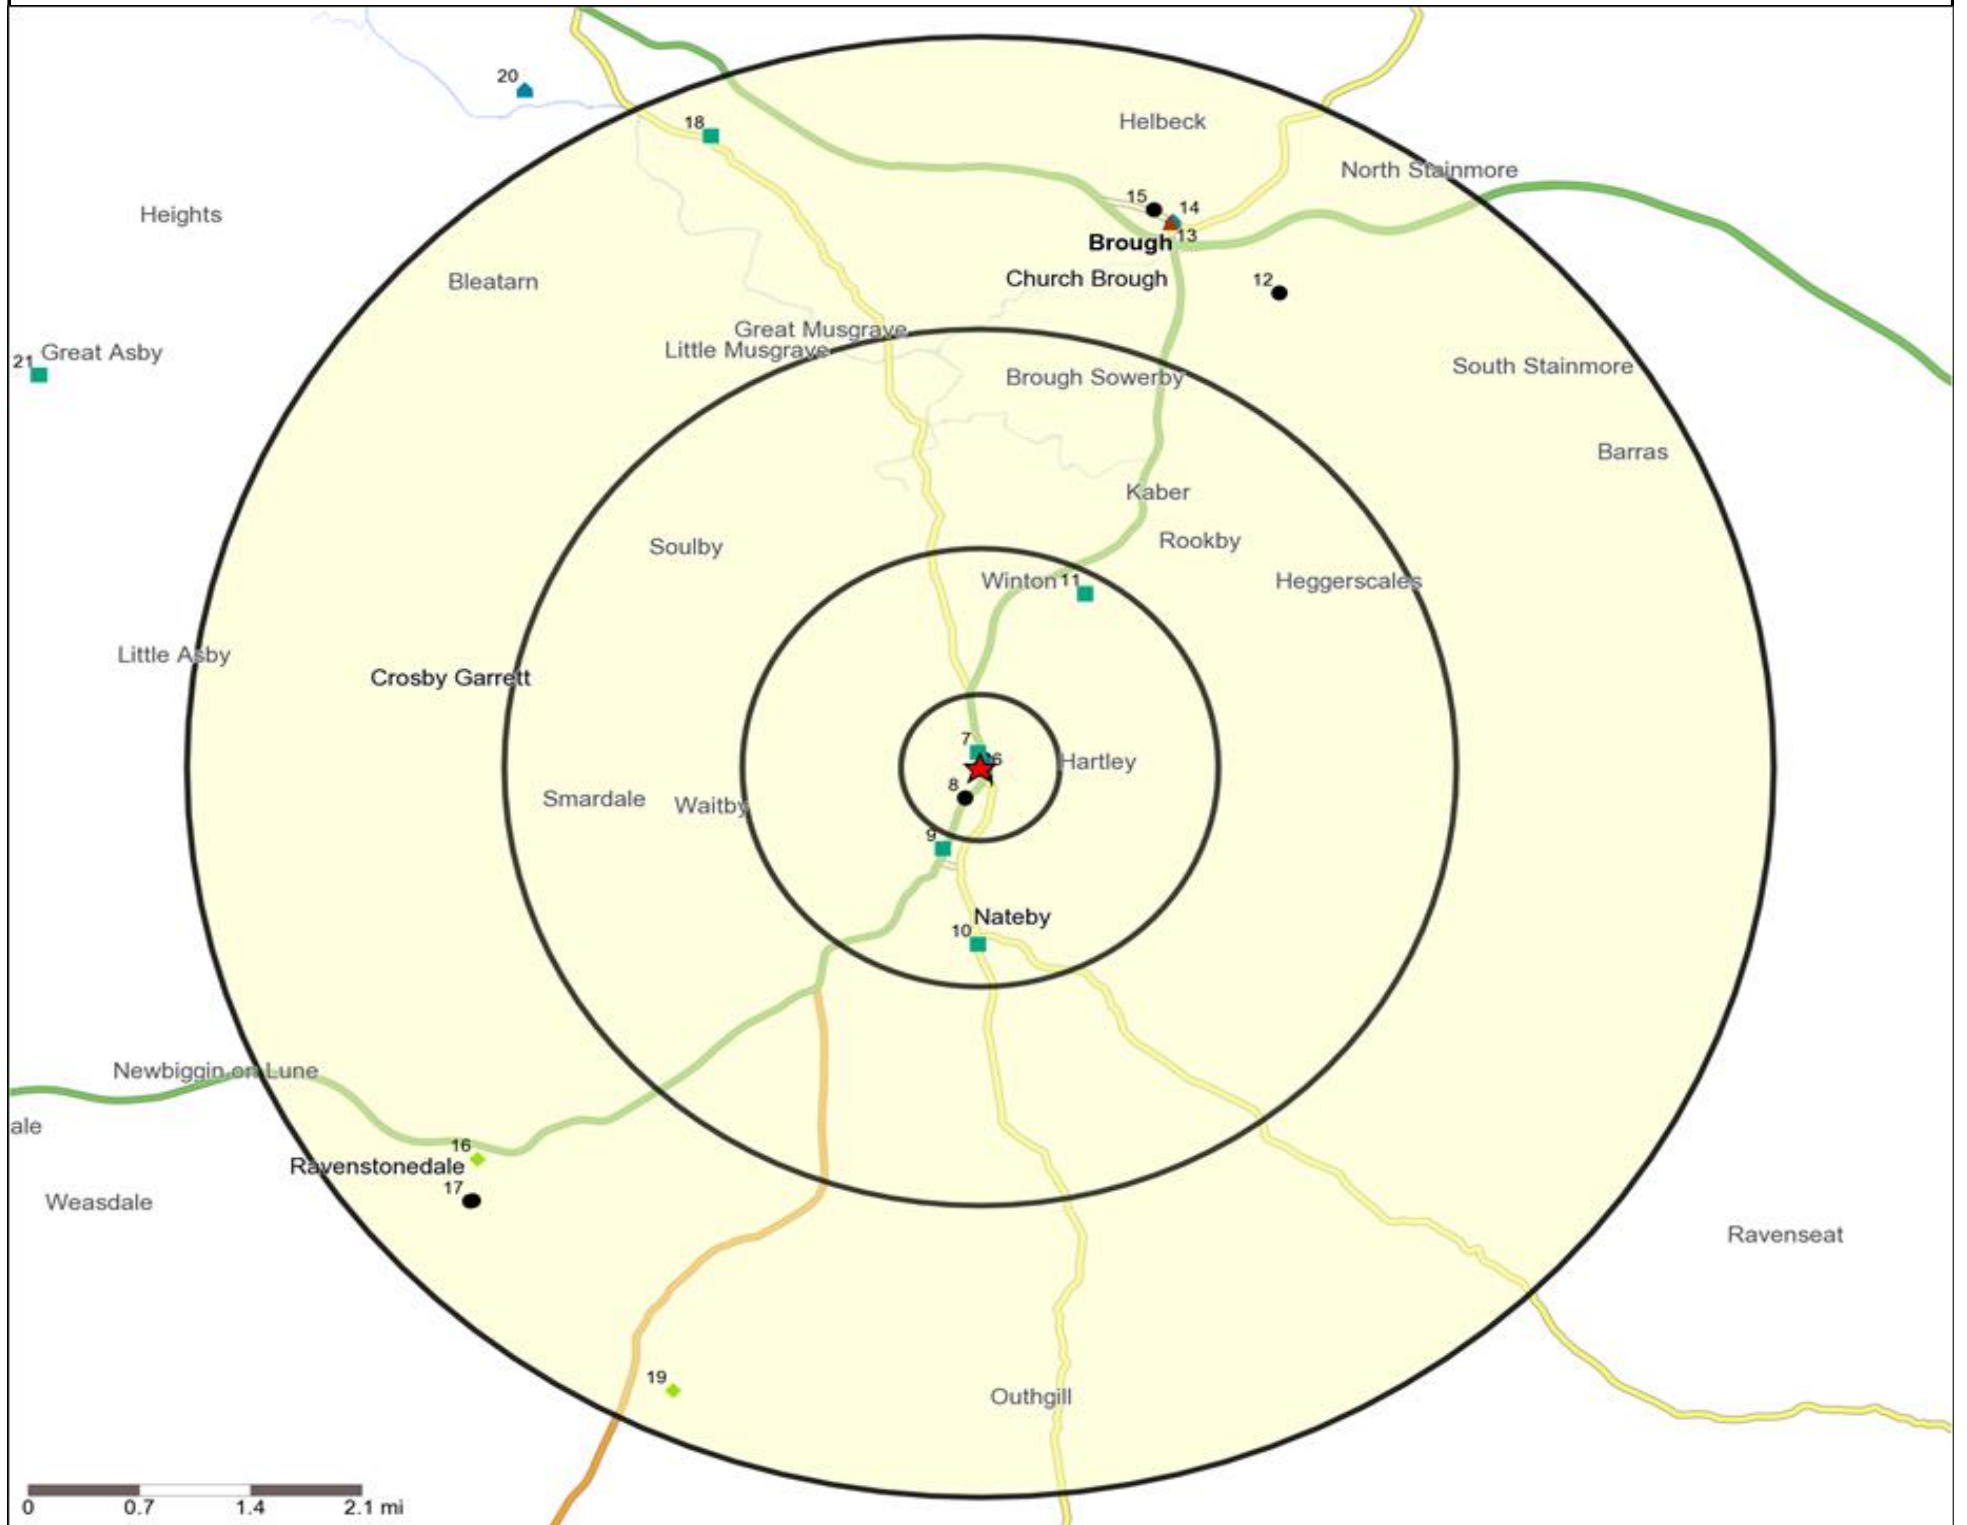 20
18
Helbeck
North Stainmore
15
14
Heights
13
Brough
Church Brough
12
Bleatarn
Great Musgrave
Little Musgrave
21
Great Asby
South Stainmore
Brough Sowerby
Barras
Kaber
Rookby
Soulby
Winton
11
Heggerscales
Little Asby
Crosby Garrett
7
6
Hartley
8
Smardale
Waitby
9
Nateby
10
Newbiggin on Lune
ale
16
Ravenstonedale
17
Weasdale
Ravenseat
19
Outhgill
0 0.7 1.4 2.1 mi